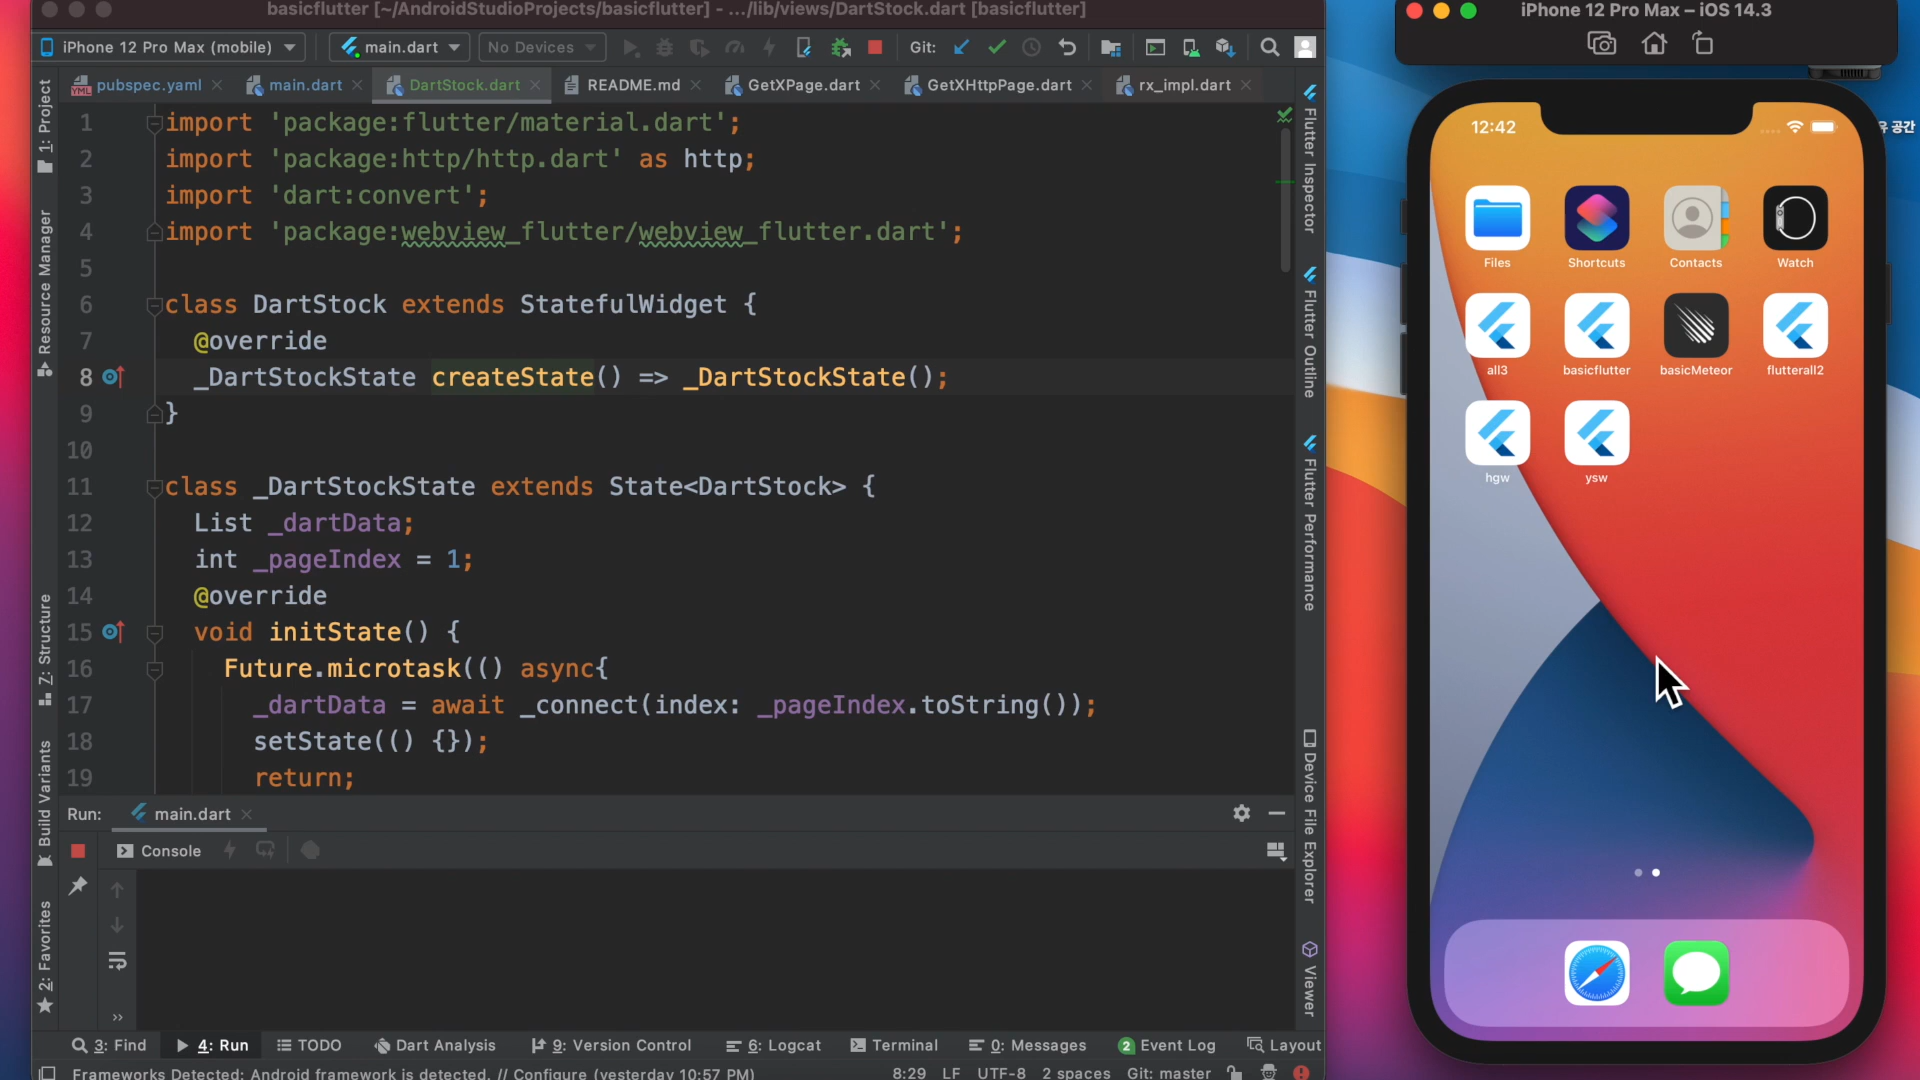 basicflutter [~/AndroidStudioProjects/basicflutter] - .../lib/views/DartStock.dart [basicflutter]
iPhone 12 Pro Max (mobile)
main.dart
No Devices
Git:
pubspec.yaml
main.dart
DartStock.dart
README.md
GetXPage.dart
GetXHttpPage.dart
rx_impl.dart
1: Project
Resource Manager
Z: Structure
Build Variants
2: Favorites
1 import 'package:flutter/material.dart';
2 import 'package:http/http.dart' as http;
3 import 'dart:convert';
4 import 'package:webview_flutter/webview_flutter.dart';
5
6 class DartStock extends StatefulWidget {
7 @override
8 _DartStockState createState() => _DartStockState();
9 }
10
11 class _DartStockState extends State<DartStock> {
12 List _dartData;
13 int _pageIndex = 1;
14 @override
15 void initState() {
16 Future.microtask(() async{
17 _dartData = await _connect(index: _pageIndex.toString());
18 setState(() {});
19 return;
Flutter Inspector
Flutter Outline
Flutter Performance
Device File Explorer
Viewer
Run: main.dart
Console
3: Find
4: Run
TODO
Dart Analysis
9: Version Control
6: Logcat
Terminal
0: Messages
2 Event Log
Layout
Frameworks Detected: Android framework is detected. // Configure (yesterday 10:57 PM)
8:29 LF UTF-8 2 spaces Git: master
iPhone 12 Pro Max – iOS 14.3
공간
12:42
Files
Shortcuts
Contacts
Watch
all3
basicflutter
basicMeteor
flutterall2
hgw
ysw